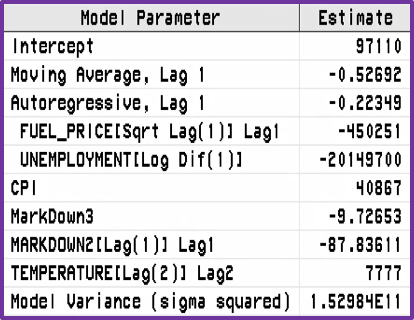 Model Parameter Estimate
Intercept 97110
Moving Average, Lag 1 -0.52692
Autoregressive, Lag 1 -0.22349
FUEL_PRICE[Sqrt Lag(1)] Lag1 -450251
UNEMPLOYMENT[Log Dif(1)] -20149700
CPI 40867
MarkDown3 -9.72653
MARKDOWN2[Lag(1)] Lag1 -87.83611
TEMPERATURE[Lag(2)] Lag2 7777
Model Variance (sigma squared) 1.52984E11